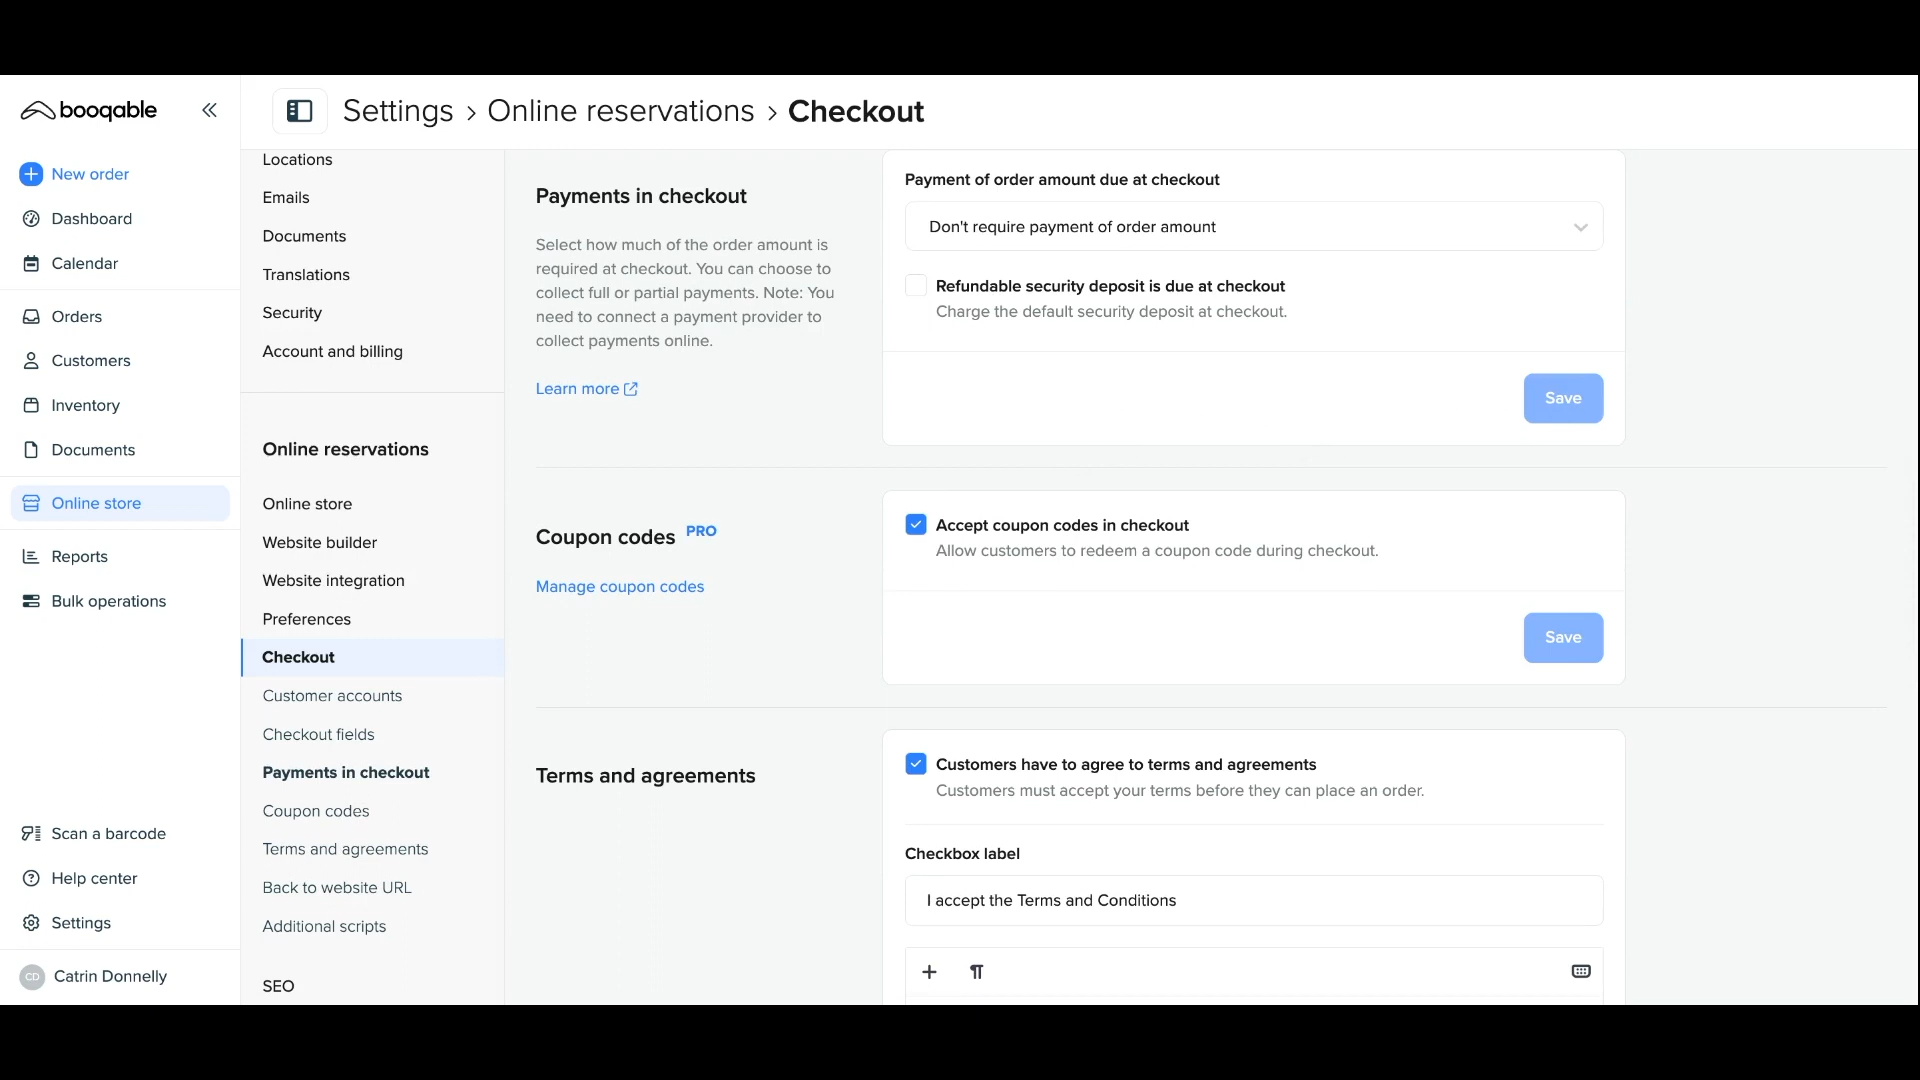 booqable
Settings › Online reservations › Checkout
New order
Dashboard
Calendar
Orders
Customers
Inventory
Documents
Online store
Reports
Bulk operations
Scan a barcode
Help center
Settings
CD Catrin Donnelly
Locations
Emails
Documents
Translations
Security
Account and billing
Online reservations
Online store
Website builder
Website integration
Preferences
Checkout
Customer accounts
Checkout fields
Payments in checkout
Coupon codes
Terms and agreements
Back to website URL
Additional scripts
SEO
Payments in checkout
Select how much of the order amount is
required at checkout. You can choose to
collect full or partial payments. Note: You
need to connect a payment provider to
collect payments online.
Learn more
Payment of order amount due at checkout
Don't require payment of order amount
Refundable security deposit is due at checkout
Charge the default security deposit at checkout.
Save
Coupon codes PRO
Manage coupon codes
Accept coupon codes in checkout
Allow customers to redeem a coupon code during checkout.
Save
Terms and agreements
Customers have to agree to terms and agreements
Customers must accept your terms before they can place an order.
Checkbox label
I accept the Terms and Conditions